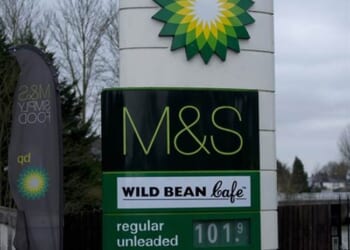 M&S
SIMPLY
FOOD
bp
M&S
WILD BEAN Cafe
regular
unleaded
101.9